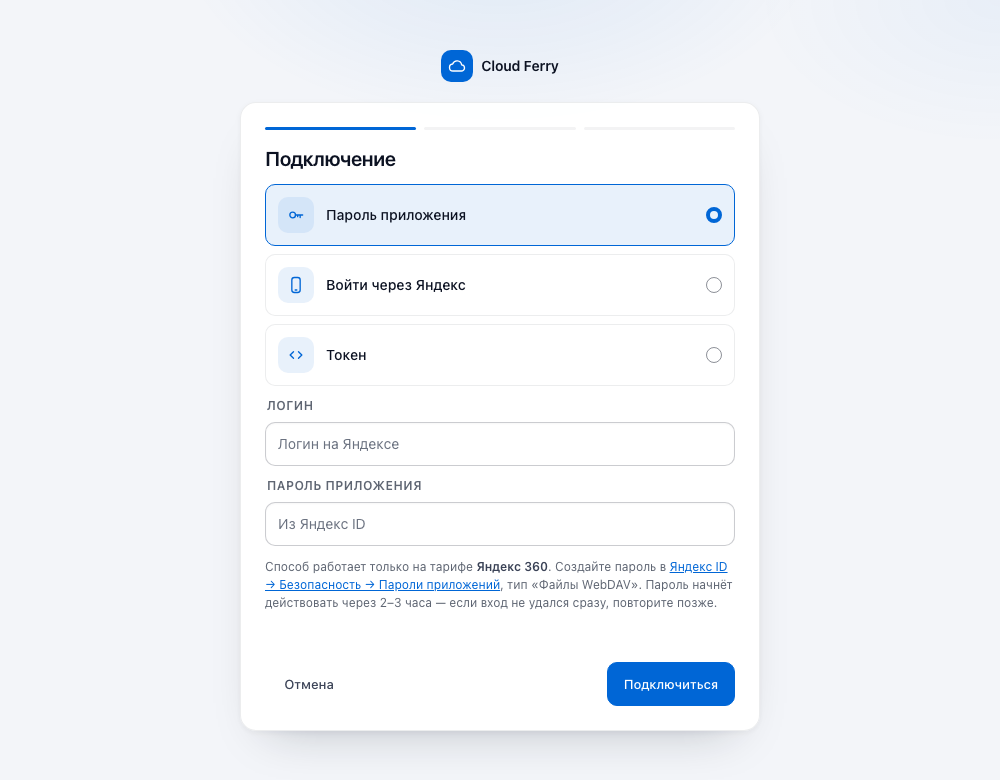 Cloud Ferry
Подключение
Пароль приложения
Войти через Яндекс
Токен
ЛОГИН
Логин на Яндексе
ПАРОЛЬ ПРИЛОЖЕНИЯ
Из Яндекс ID
Способ работает только на тарифе Яндекс 360. Создайте пароль в Яндекс ID
→ Безопасность → Пароли приложений, тип «Файлы WebDAV». Пароль начнёт
действовать через 2–3 часа — если вход не удался сразу, повторите позже.
Отмена
Подключиться